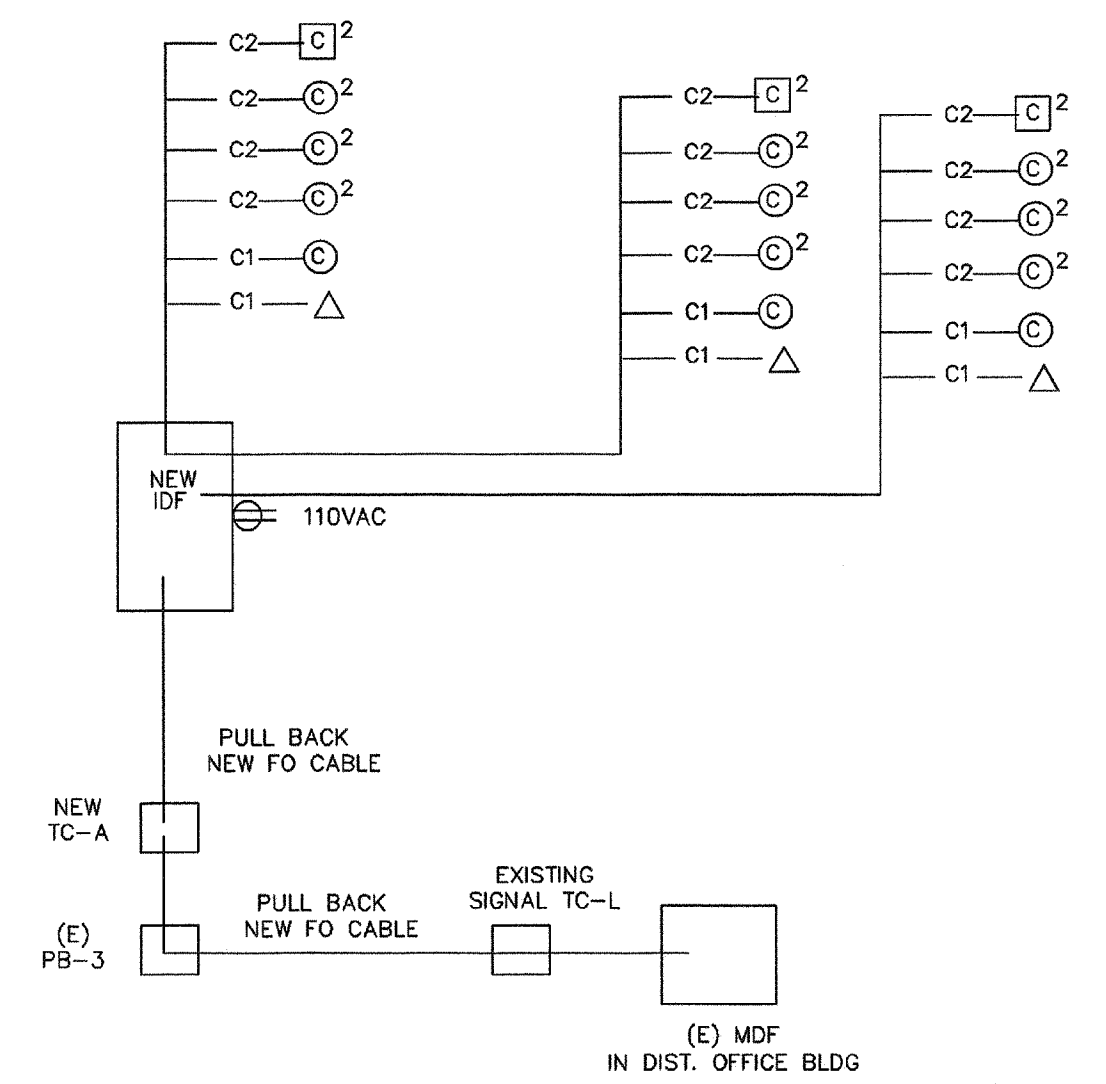 C2 C 2
C2 C 2
C2 C 2
C2 C 2
C1 C
C1
C2 C 2
C2 C 2
C2 C 2
C2 C 2
C1 C
C1
C2 C 2
C2 C 2
C2 C 2
C2 C 2
C1 C
C1
NEW
IDF
110VAC
PULL BACK
NEW FO CABLE
NEW
TC-A
PULL BACK
NEW FO CABLE
EXISTING
SIGNAL TC-L
(E)
PB-3
(E) MDF
IN DIST. OFFICE BLDG